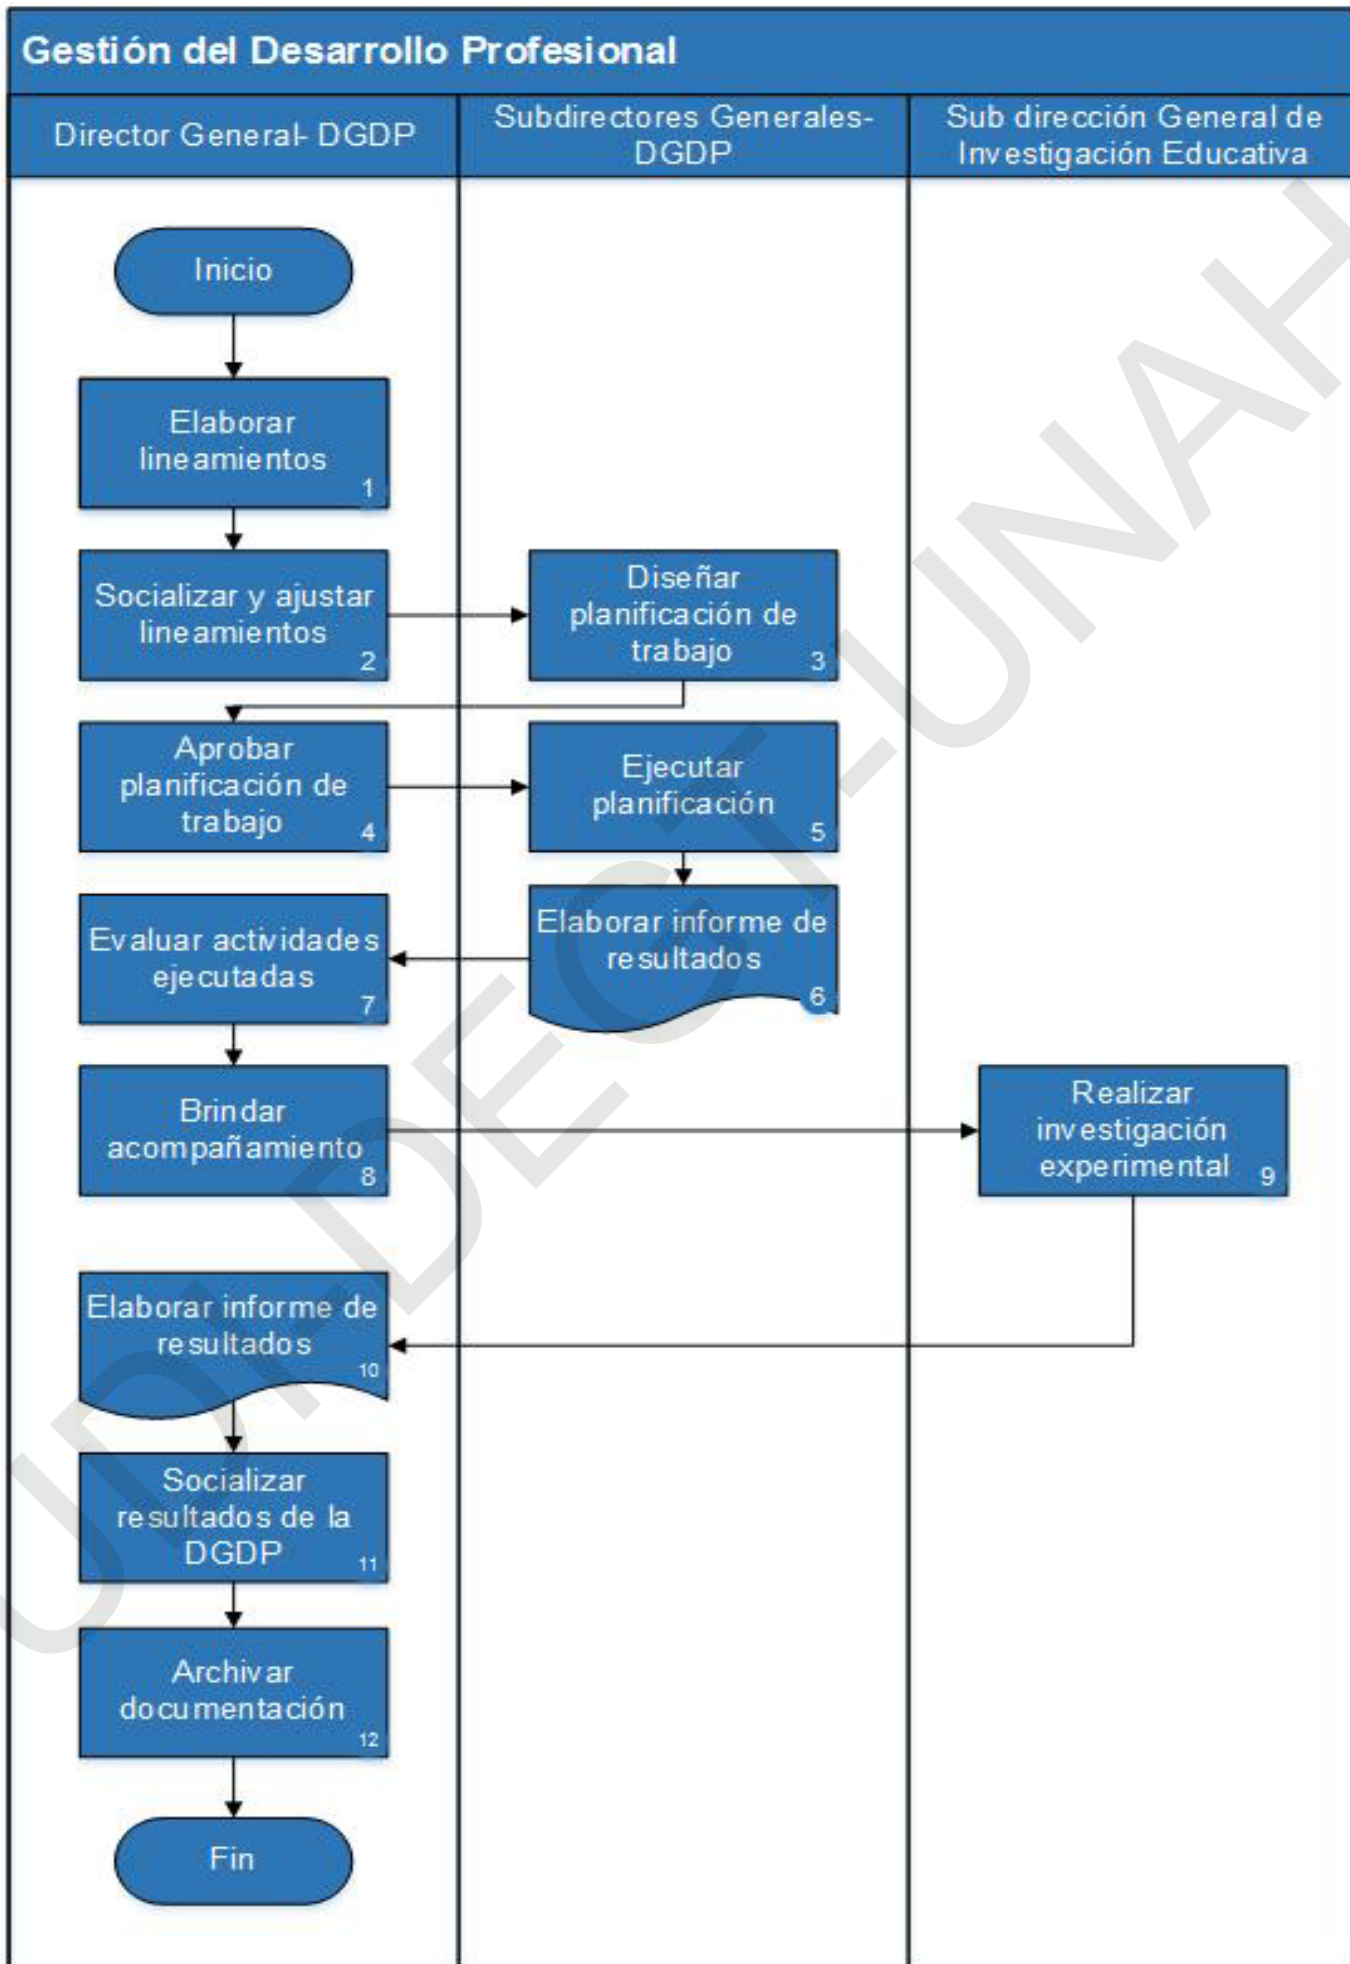 Gestión del Desarrollo Profesional
Director General- DGDP
Subdirectores Generales-
DGDP
Sub dirección General de
Investigación Educativa
Inicio
Elaborar
lineamientos
1
Socializar y ajustar
lineamientos
2
Diseñar
planificación de
trabajo
3
Aprobar
planificación de
trabajo
4
Ejecutar
planificación
5
Elaborar informe de
resultados
6
Evaluar actividades
ejecutadas
7
Brindar
acompañamiento
8
Realizar
investigación
experimental
9
Elaborar informe de
resultados
10
Socializar
resultados de la
DGDP
11
Archivar
documentación
12
Fin
UDI-DEGT-UNAH